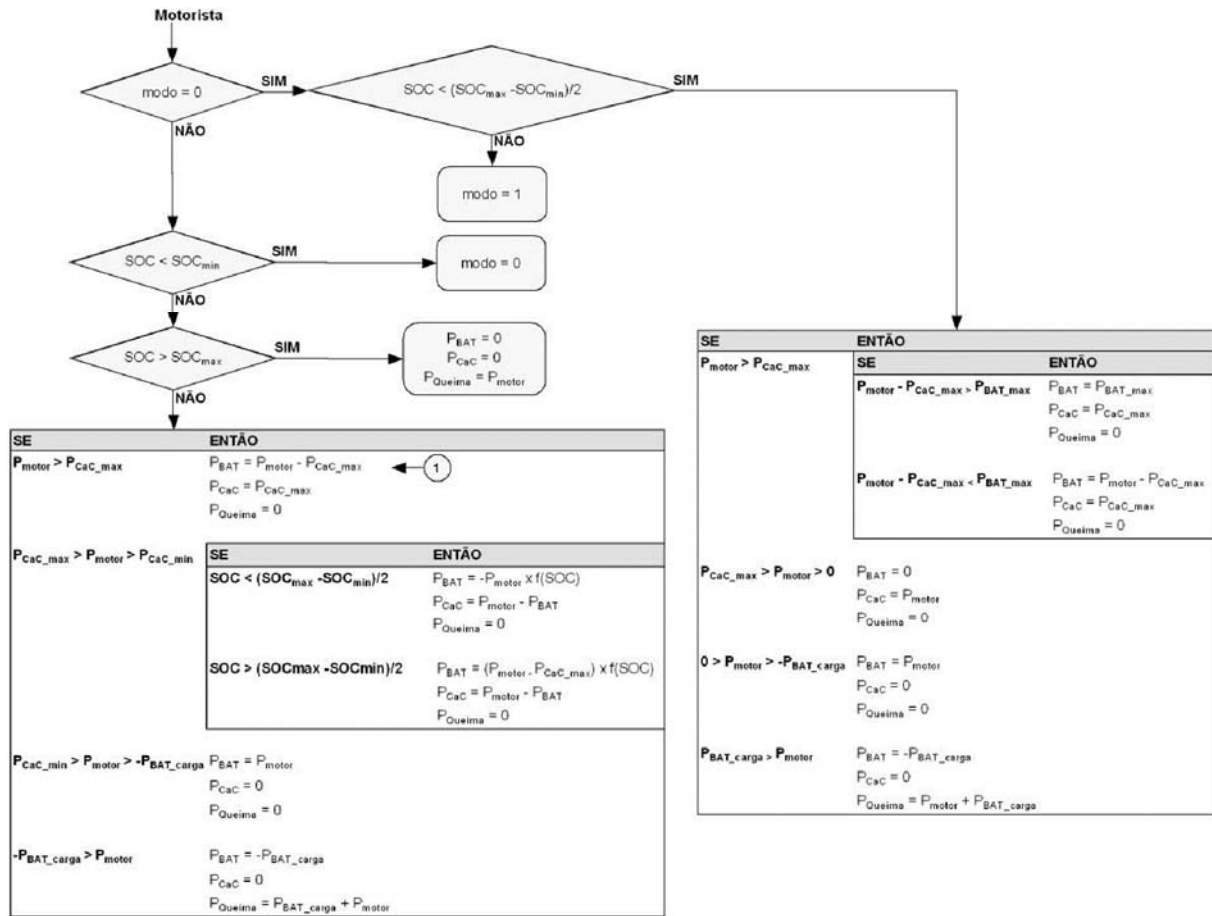 Motorista
modo = 0
SIM
NÃO
SOC < (SOCmax -SOCmin)/2
SIM
NÃO
modo = 1
SOC < SOCmin
SIM
NÃO
modo = 0
SOC > SOCmax
SIM
NÃO
PBAT = 0
PCaC = 0
PQueima = Pmotor
SE ENTÃO
Pmotor > PCaC_max PBAT = Pmotor - PCaC_max
1
PCaC = PCaC_max
PQueima = 0
PCaC_max > Pmotor > PCaC_min
SE ENTÃO
SOC < (SOCmax -SOCmin)/2 PBAT = -Pmotor x f(SOC)
PCaC = Pmotor - PBAT
PQueima = 0
SOC > (SOCmax -SOCmin)/2 PBAT = (Pmotor - PCaC_max) x f(SOC)
PCaC = Pmotor - PBAT
PQueima = 0
PCaC_min > Pmotor > -PBAT_carga PBAT = Pmotor
PCaC = 0
PQueima = 0
-PBAT_carga > Pmotor PBAT = -PBAT_carga
PCaC = 0
PQueima = PBAT_carga + Pmotor
SE ENTÃO
Pmotor > PCaC_max
SE ENTÃO
Pmotor - PCaC_max > PBAT_max PBAT = PBAT_max
PCaC = PCaC_max
PQueima = 0
Pmotor - PCaC_max < PBAT_max PBAT = Pmotor - PCaC_max
PCaC = PCaC_max
PQueima = 0
PCaC_max > Pmotor > 0 PBAT = 0
PCaC = Pmotor
PQueima = 0
0 > Pmotor > -PBAT_carga PBAT = Pmotor
PCaC = 0
PQueima = 0
PBAT_carga > Pmotor PBAT = -PBAT_carga
PCaC = 0
PQueima = Pmotor + PBAT_carga